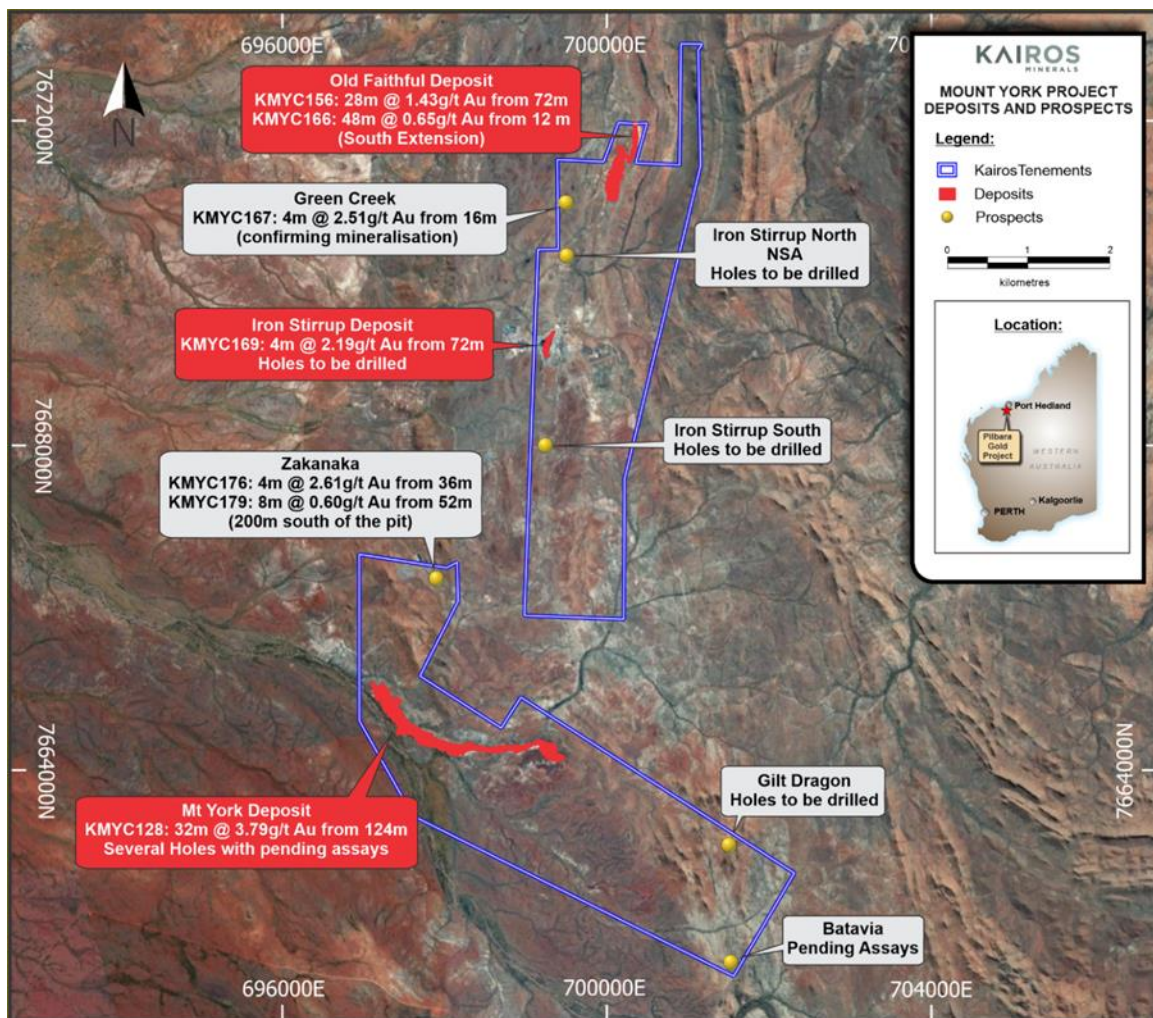 696000E
700000E
7672000N
7668000N
7664000N
N
Old Faithful Deposit
KMYC156: 28m @ 1.43g/t Au from 72m
KMYC166: 48m @ 0.65g/t Au from 12 m
(South Extension)
Green Creek
KMYC167: 4m @ 2.51g/t Au from 16m
(confirming mineralisation)
Iron Stirrup North
NSA
Holes to be drilled
Iron Stirrup Deposit
KMYC169: 4m @ 2.19g/t Au from 72m
Holes to be drilled
Iron Stirrup South
Holes to be drilled
Zakanaka
KMYC176: 4m @ 2.61g/t Au from 36m
KMYC179: 8m @ 0.60g/t Au from 52m
(200m south of the pit)
Mt York Deposit
KMYC128: 32m @ 3.79g/t Au from 124m
Several Holes with pending assays
Gilt Dragon
Holes to be drilled
Batavia
Pending Assays
KAIROS
MINERALS
MOUNT YORK PROJECT
DEPOSITS AND PROSPECTS
Legend:
KairosTenements
Deposits
Prospects
0 1 2
kilometres
Location:
Port Hedland
Pilbara
Gold
Project
WESTERN
AUSTRALIA
Kalgoorlie
PERTH
7664000N
696000E
700000E
704000E